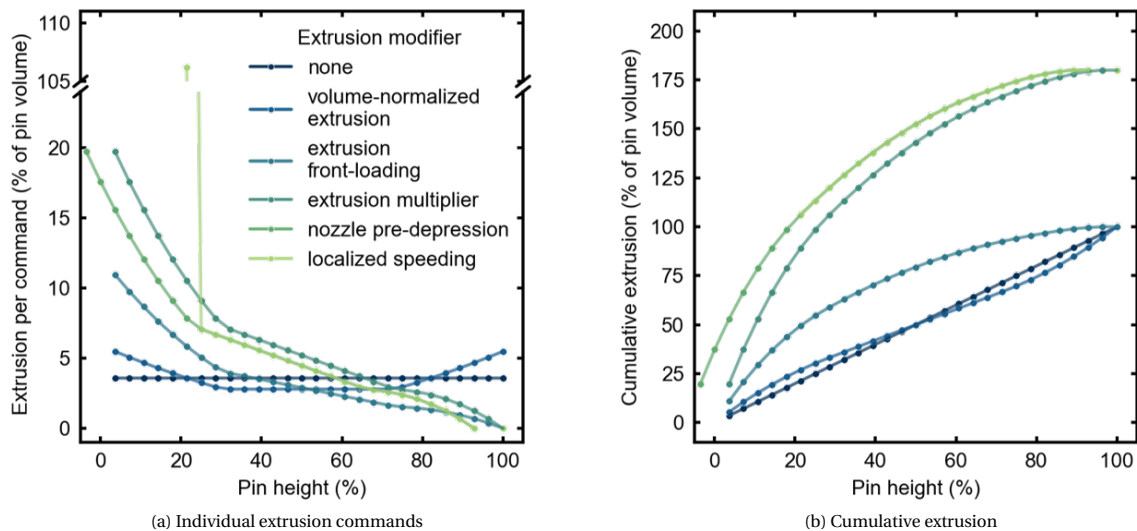 110
105
20
15
10
5
0
Extrusion per command (% of pin volume)
Extrusion modifier
none
volume-normalized
extrusion
extrusion
front-loading
extrusion multiplier
nozzle pre-depression
localized speeding
0 20 40 60 80 100
Pin height (%)
(a) Individual extrusion commands
200
175
150
125
100
75
50
25
0
Cumulative extrusion (% of pin volume)
0 20 40 60 80 100
Pin height (%)
(b) Cumulative extrusion